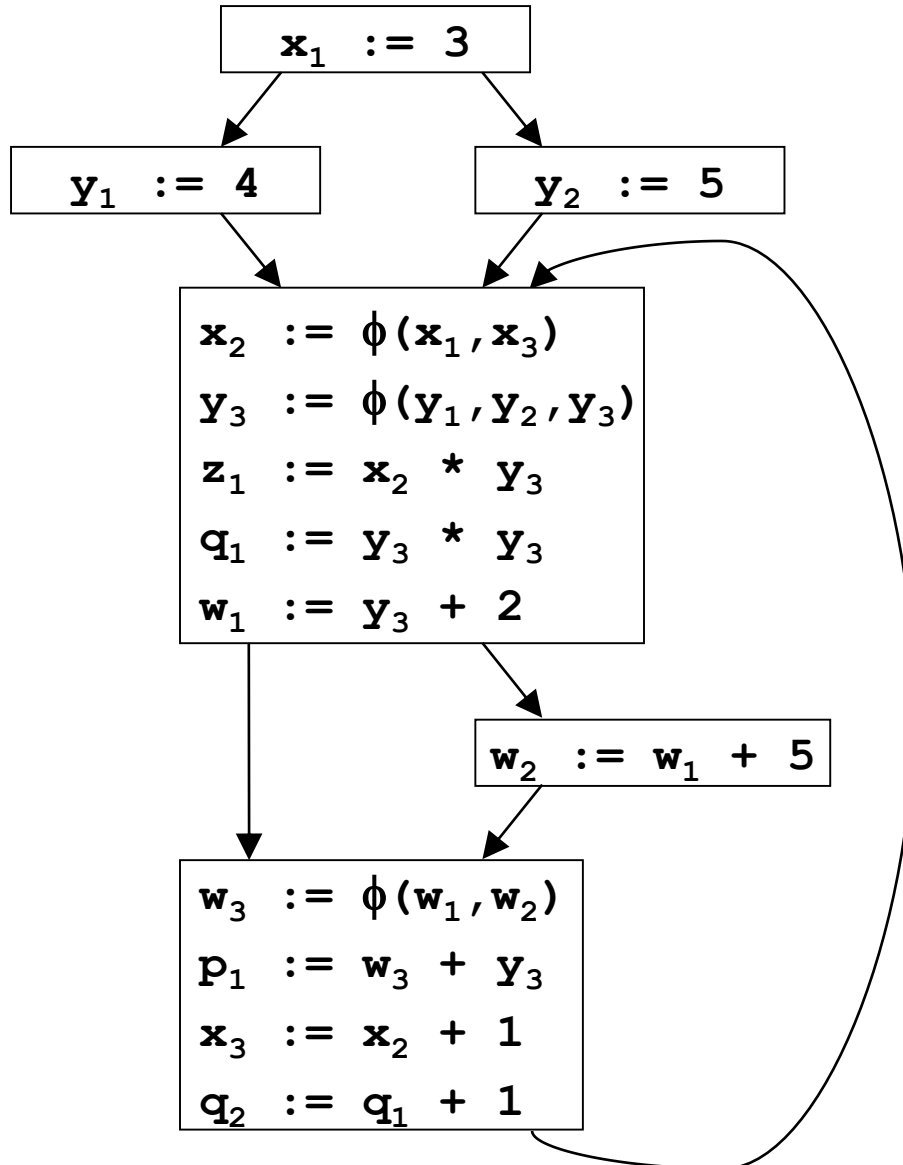 x₁ := 3
y₁ := 4
y₂ := 5
x₂ := ϕ(x₁,x₃)
y₃ := ϕ(y₁,y₂,y₃)
z₁ := x₂ * y₃
q₁ := y₃ * y₃
w₁ := y₃ + 2
w₂ := w₁ + 5
w₃ := ϕ(w₁,w₂)
p₁ := w₃ + y₃
x₃ := x₂ + 1
q₂ := q₁ + 1